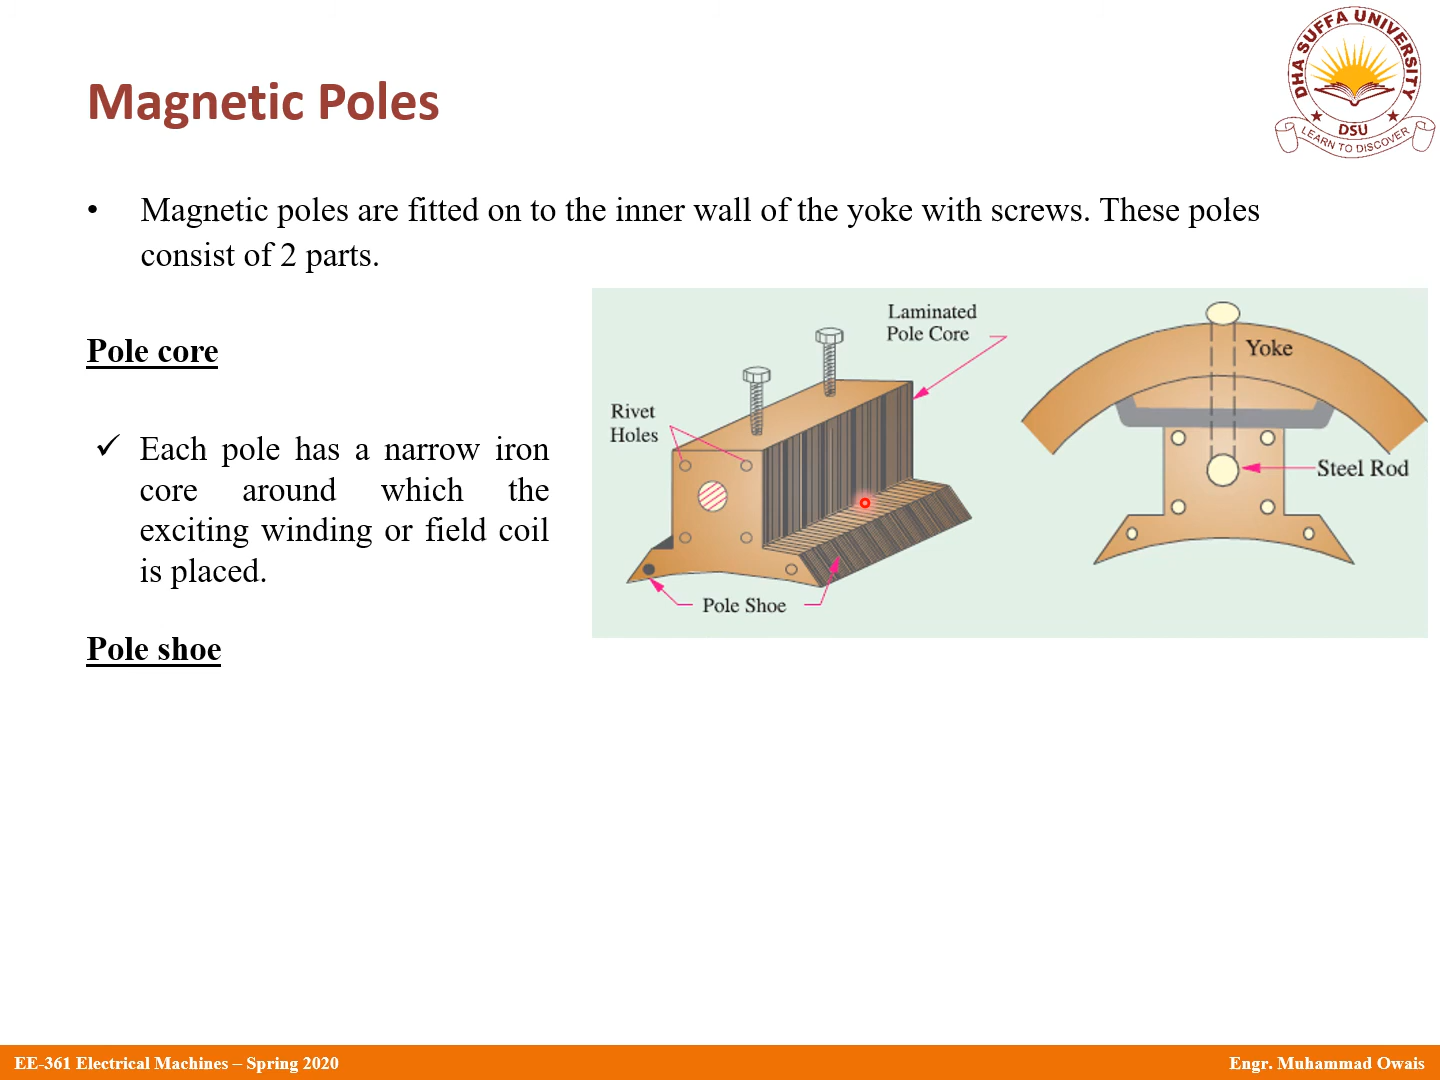 DHA SUFFA UNIVERSITY
DSU
LEARN TO DISCOVER
Magnetic Poles
• Magnetic poles are fitted on to the inner wall of the yoke with screws. These poles
consist of 2 parts.
Pole core
✓ Each pole has a narrow iron
core around which the
exciting winding or field coil
is placed.
Pole shoe
Laminated
Pole Core
Rivet
Holes
Pole Shoe
Yoke
Steel Rod
EE-361 Electrical Machines – Spring 2020
Engr. Muhammad Owais